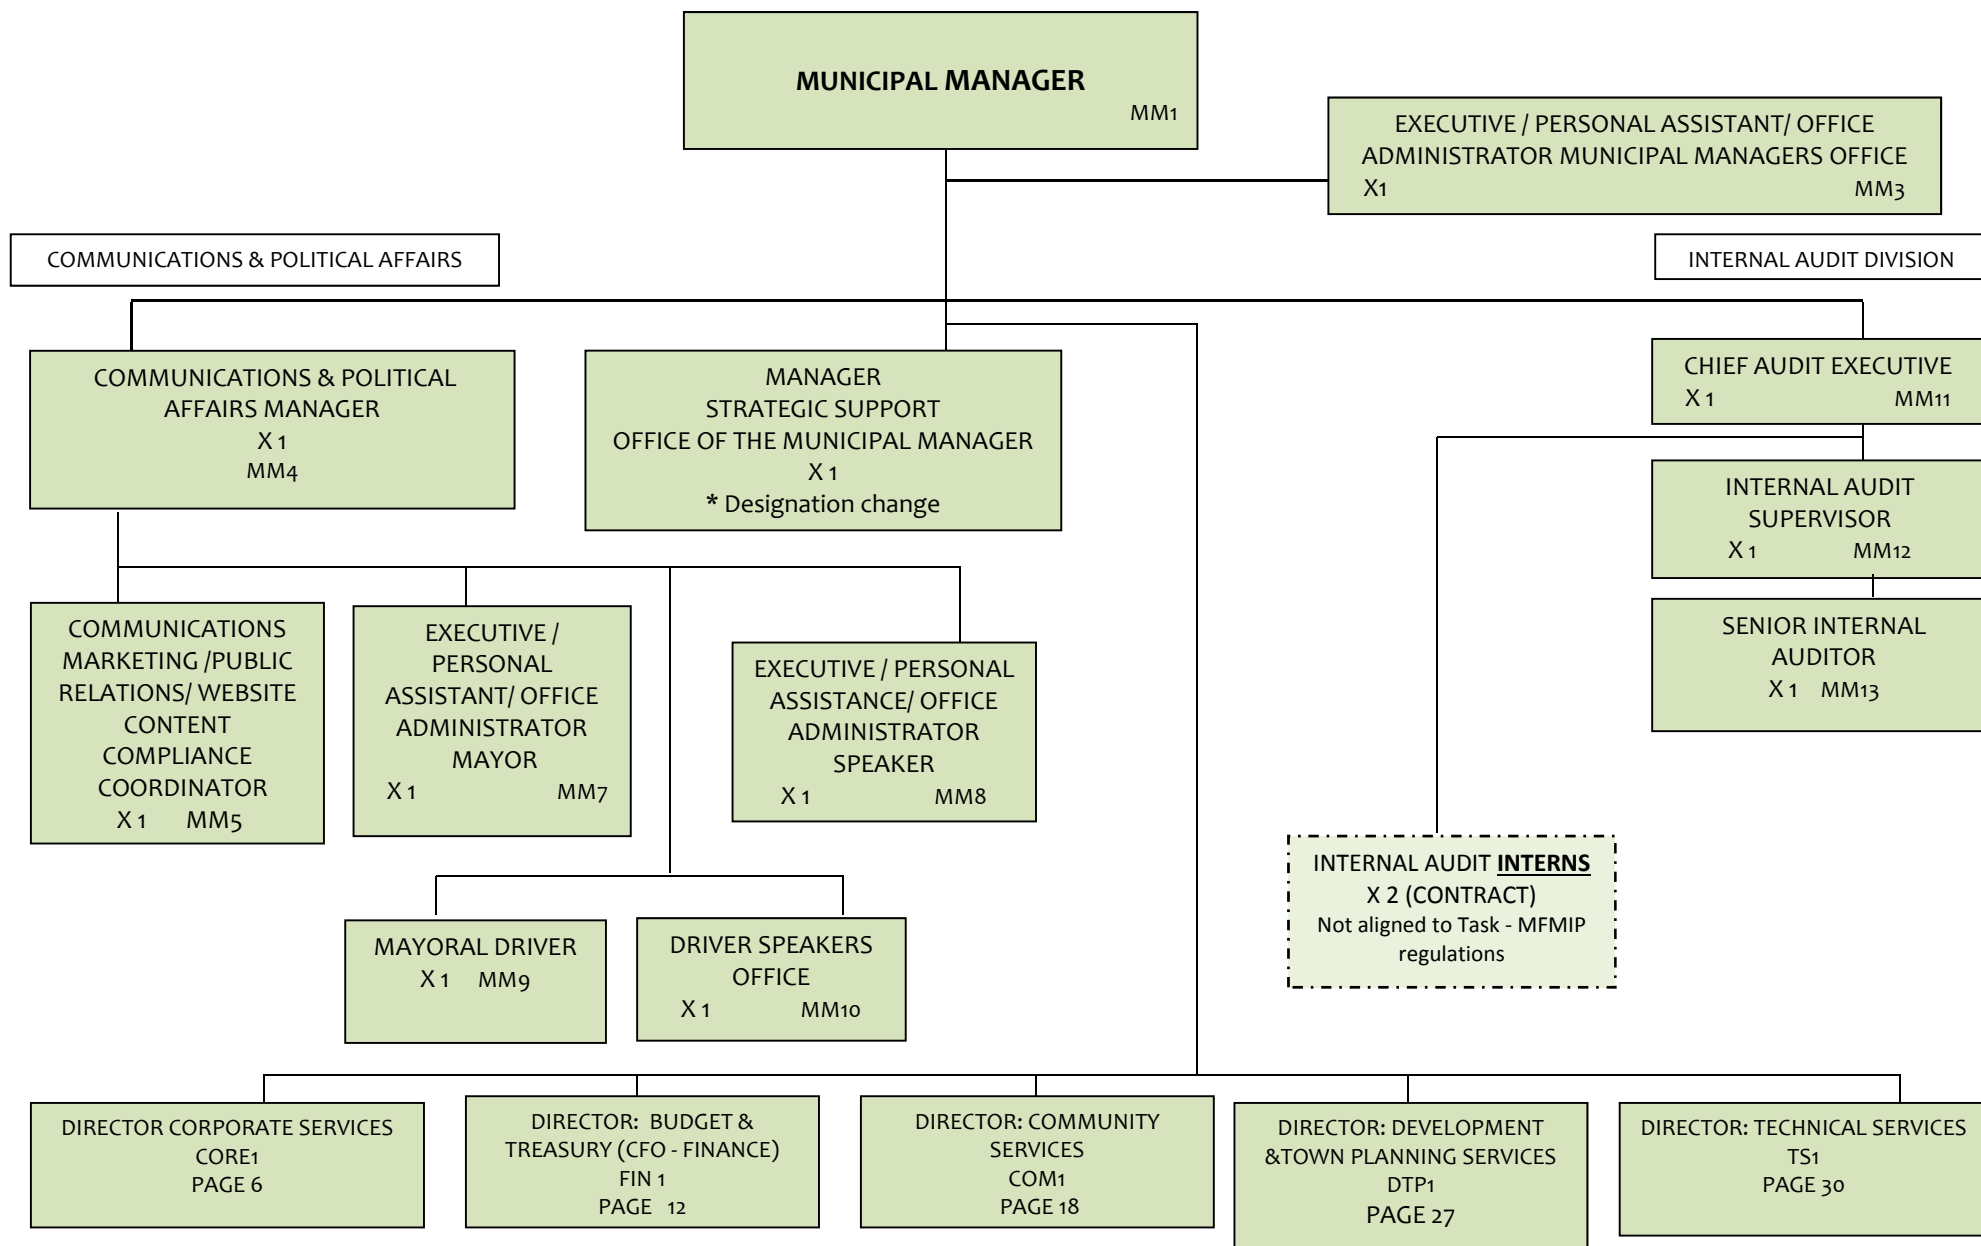 MUNICIPAL MANAGER
MM1
EXECUTIVE / PERSONAL ASSISTANT/ OFFICE
ADMINISTRATOR MUNICIPAL MANAGERS OFFICE
X1 MM3
COMMUNICATIONS & POLITICAL AFFAIRS
INTERNAL AUDIT DIVISION
COMMUNICATIONS & POLITICAL
AFFAIRS MANAGER
X 1
MM4
MANAGER
STRATEGIC SUPPORT
OFFICE OF THE MUNICIPAL MANAGER
X 1
* Designation change
CHIEF AUDIT EXECUTIVE
X 1 MM11
INTERNAL AUDIT
SUPERVISOR
X 1 MM12
SENIOR INTERNAL
AUDITOR
X 1 MM13
COMMUNICATIONS
MARKETING /PUBLIC
RELATIONS/ WEBSITE
CONTENT
COMPLIANCE
COORDINATOR
X 1 MM5
EXECUTIVE /
PERSONAL
ASSISTANT/ OFFICE
ADMINISTRATOR
MAYOR
X 1 MM7
EXECUTIVE / PERSONAL
ASSISTANCE/ OFFICE
ADMINISTRATOR
SPEAKER
X 1 MM8
INTERNAL AUDIT INTERNS
X 2 (CONTRACT)
Not aligned to Task - MFMIP
regulations
MAYORAL DRIVER
X 1 MM9
DRIVER SPEAKERS
OFFICE
X 1 MM10
DIRECTOR CORPORATE SERVICES
CORE1
PAGE 6
DIRECTOR: BUDGET &
TREASURY (CFO - FINANCE)
FIN 1
PAGE 12
DIRECTOR: COMMUNITY
SERVICES
COM1
PAGE 18
DIRECTOR: DEVELOPMENT
&TOWN PLANNING SERVICES
DTP1
PAGE 27
DIRECTOR: TECHNICAL SERVICES
TS1
PAGE 30